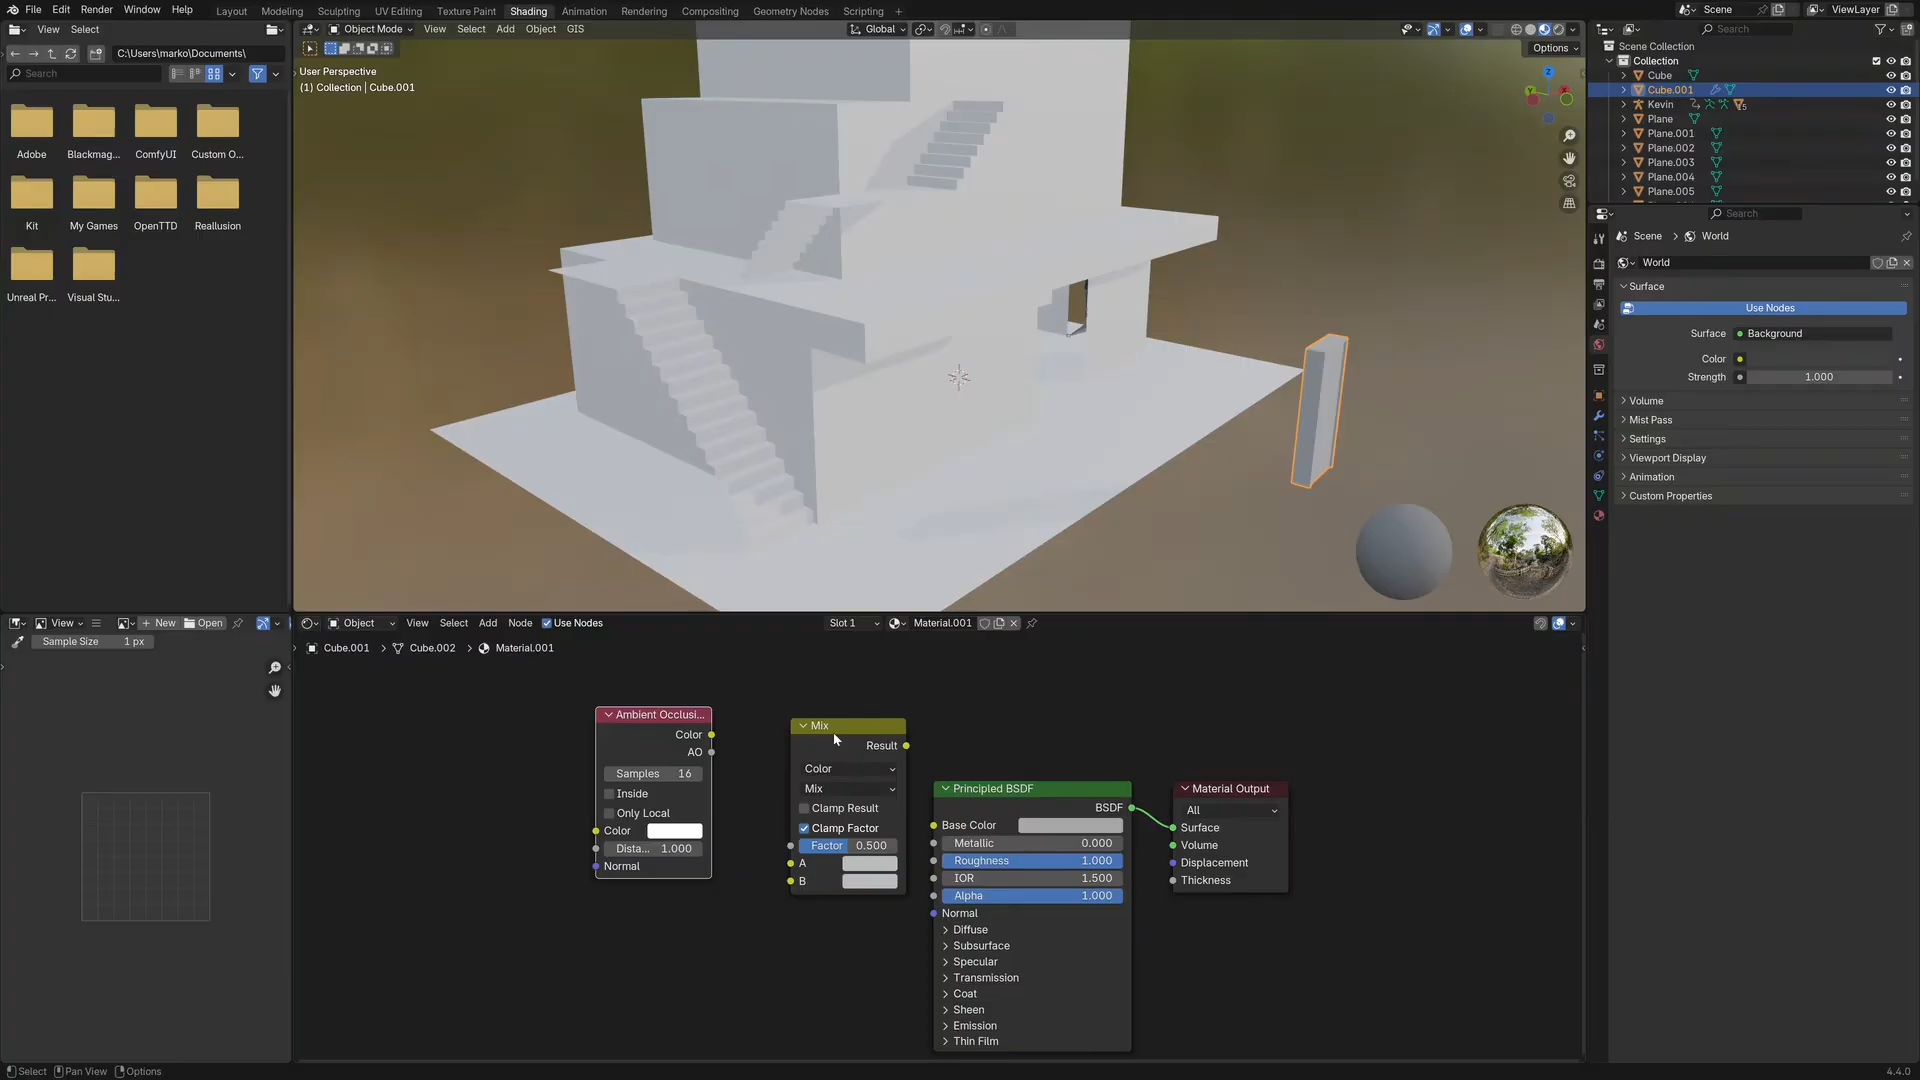 File Edit Render Window Help Layout Modeling Sculpting UV Editing Texture Paint Shading Animation Rendering Compositing Geometry Nodes Scripting + Scene ViewLayer
View Select
C:\Users\marko\Documents\
Search
Adobe Blackmag... ComfyUI Custom O...
Kit My Games OpenTTD Reallusion
Unreal Pr... Visual Stu...
Object Mode View Select Add Object GIS Global
Options
User Perspective
(1) Collection | Cube.001
Z
Y
X
Search
Scene Collection
Collection
Cube
Cube.001
Kevin 5
Plane
Plane.001
Plane.002
Plane.003
Plane.004
Plane.005
Search
Scene > World
World
Surface
Use Nodes
Surface Background
Color
Strength 1.000
Volume
Mist Pass
Settings
Viewport Display
Animation
Custom Properties
View New Open
Sample Size 1 px
Object View Select Add Node Use Nodes Slot 1 Material.001
Cube.001 > Cube.002 > Material.001
Ambient Occlusi...
Color
AO
Samples 16
Inside
Only Local
Color
Dista... 1.000
Normal
Mix
Result
Color
Mix
Clamp Result
Clamp Factor
Factor 0.500
A
B
Principled BSDF
BSDF
Base Color
Metallic 0.000
Roughness 1.000
IOR 1.500
Alpha 1.000
Normal
Diffuse
Subsurface
Specular
Transmission
Coat
Sheen
Emission
Thin Film
Material Output
All
Surface
Volume
Displacement
Thickness
Select Pan View Options 4.4.0